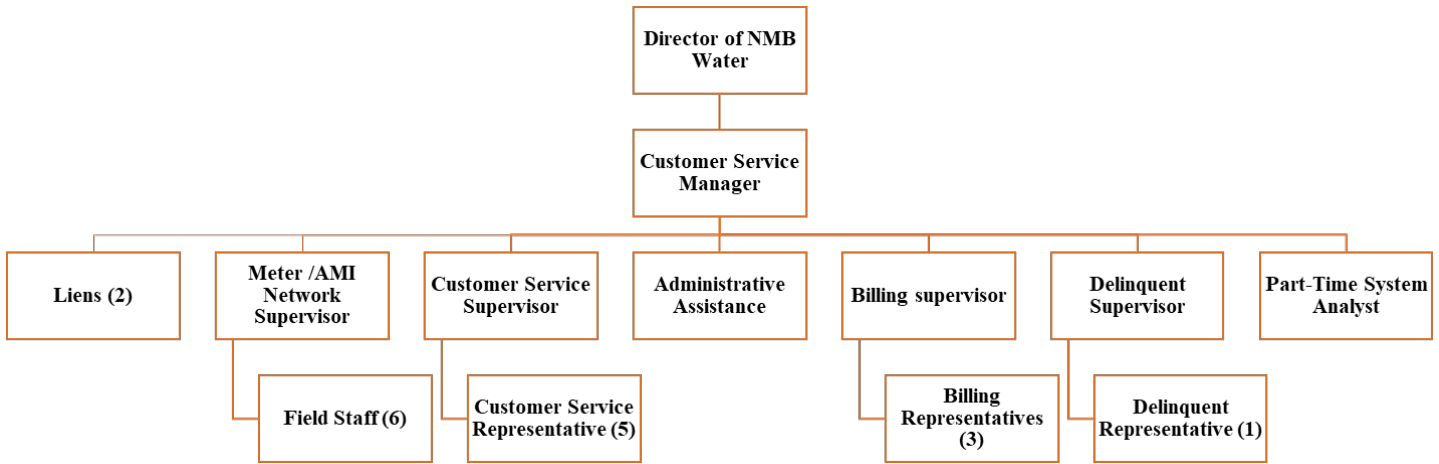 Director of NMB
Water
Customer Service
Manager
Liens (2)
Meter /AMI
Network
Supervisor
Customer Service
Supervisor
Administrative
Assistance
Billing supervisor
Delinquent
Supervisor
Part-Time System
Analyst
Field Staff (6)
Customer Service
Representative (5)
Billing
Representatives
(3)
Delinquent
Representative (1)